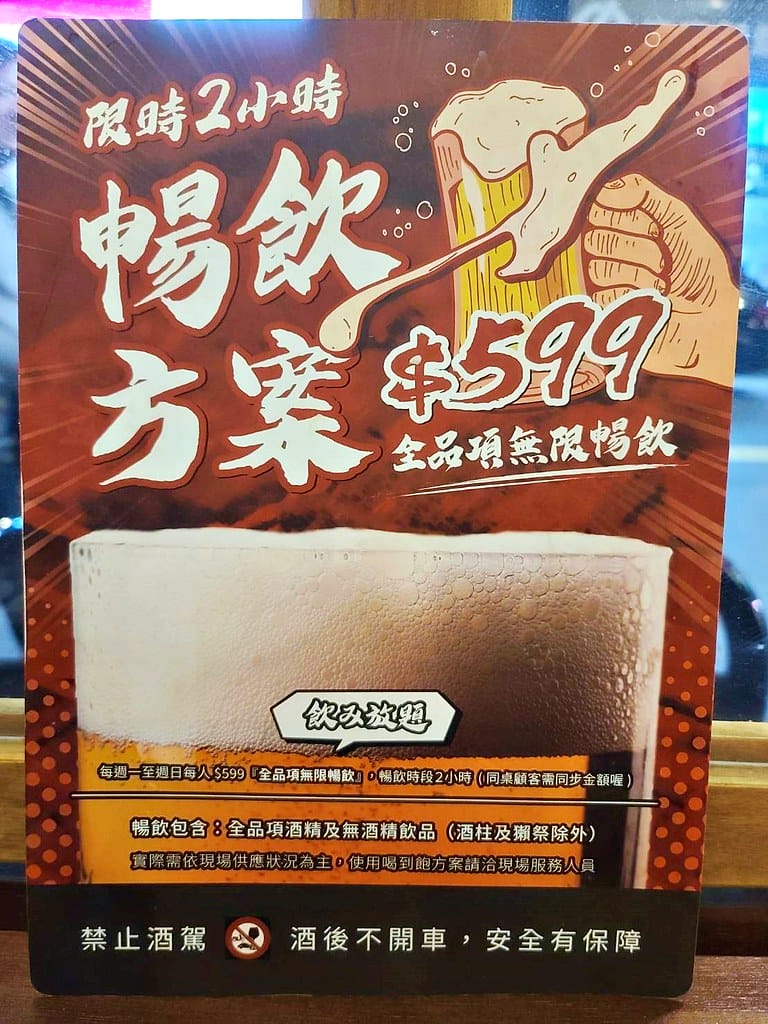 限時2小時
暢飲
方案
$599
全品項無限暢飲
飲み放題
每週一至週日每人$599『全品項無限暢飲』，暢飲時段2小時（同桌顧客需同步金額喔）
暢飲包含：全品項酒精及無酒精飲品（酒柱及獺祭除外）
實際需依現場供應狀況為主，使用喝到飽方案請洽現場服務人員
禁止酒駕 酒後不開車，安全有保障